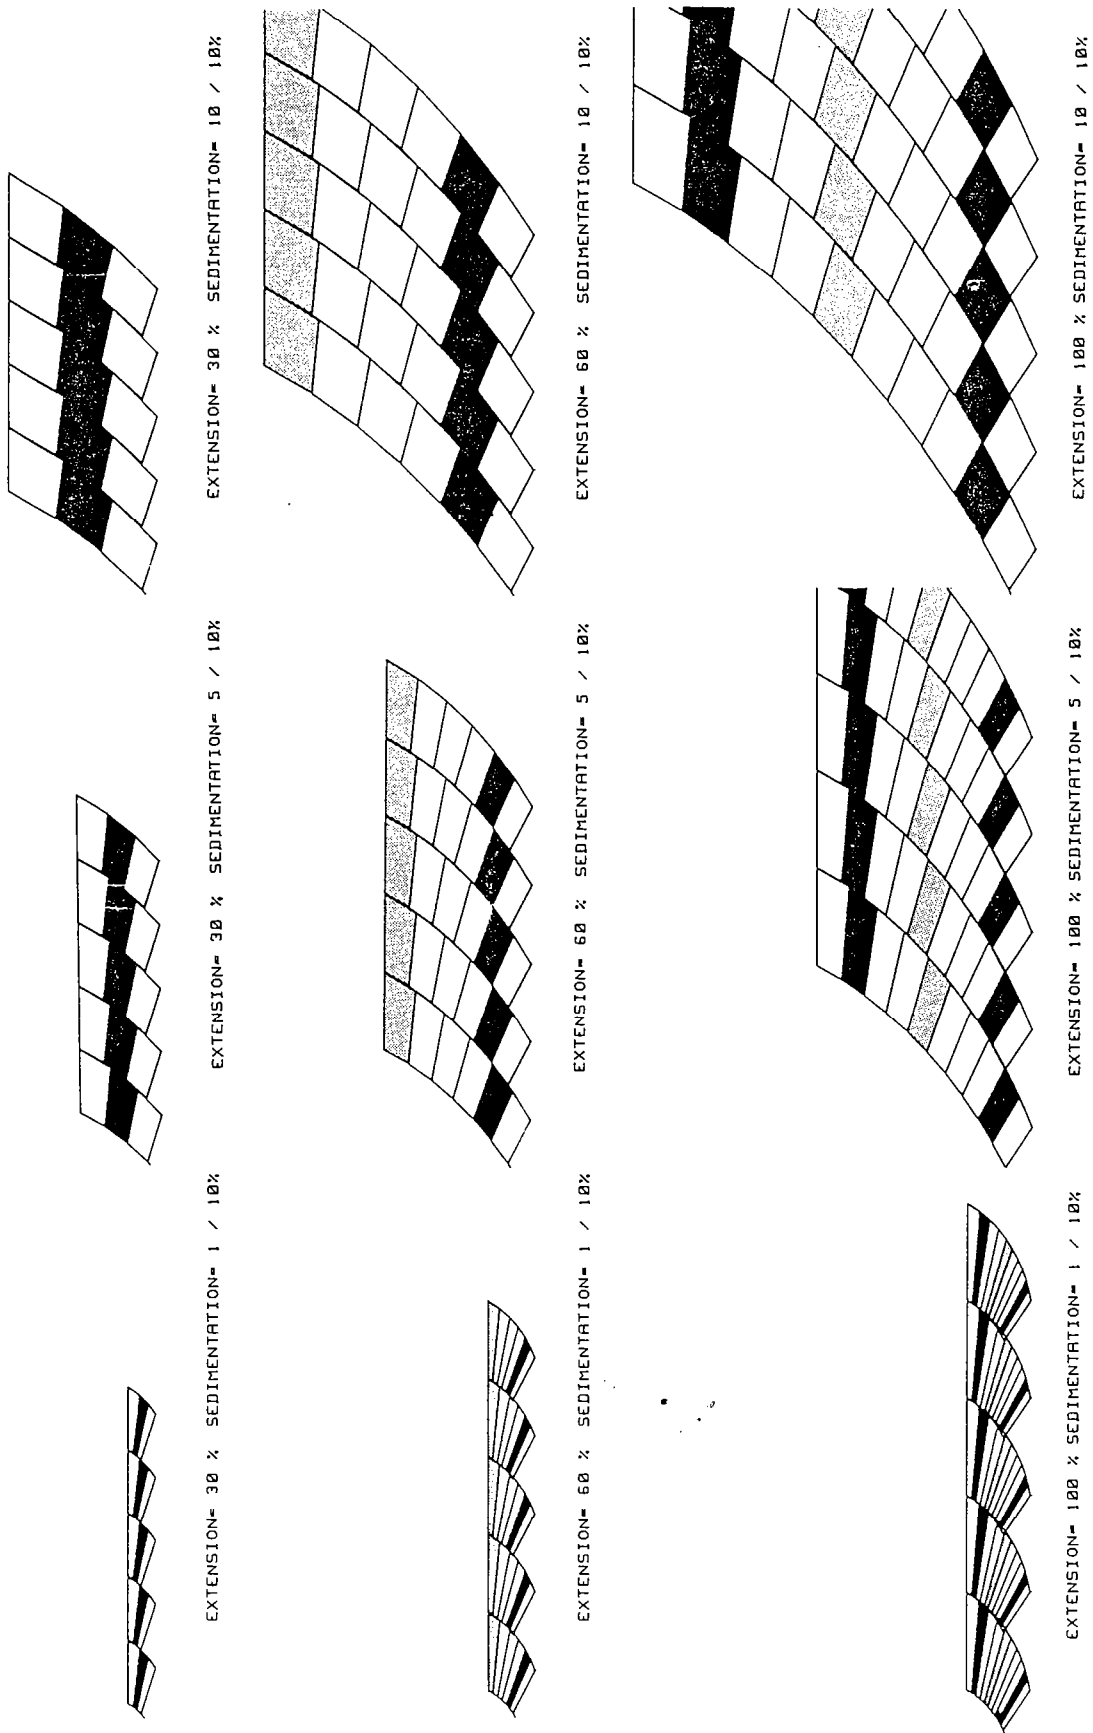 EXTENSION= 30 % SEDIMENTATION= 1 / 10%
EXTENSION= 30 % SEDIMENTATION= 5 / 10%
EXTENSION= 30 % SEDIMENTATION= 10 / 10%
EXTENSION= 60 % SEDIMENTATION= 1 / 10%
EXTENSION= 60 % SEDIMENTATION= 5 / 10%
EXTENSION= 60 % SEDIMENTATION= 10 / 10%
EXTENSION= 100 % SEDIMENTATION= 1 / 10%
EXTENSION= 100 % SEDIMENTATION= 5 / 10%
EXTENSION= 100 % SEDIMENTATION= 10 / 10%